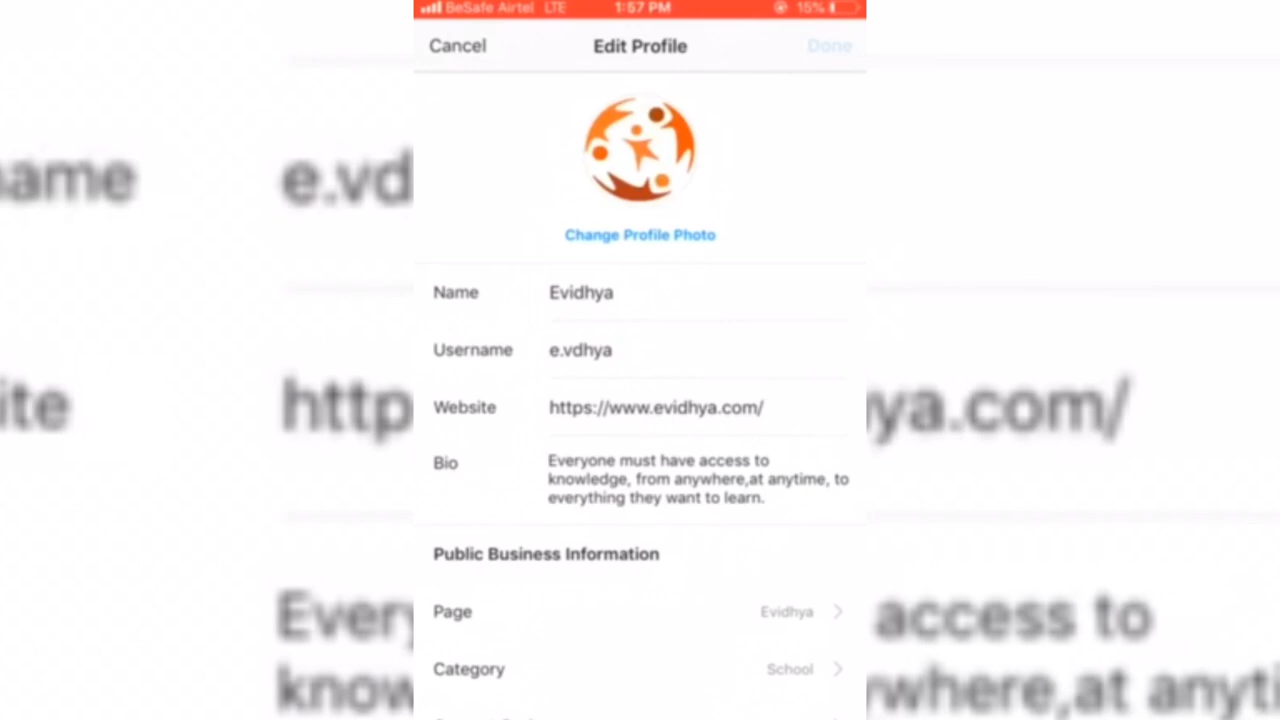 BeSafe Airtel LTE 1:57 PM 15%
Cancel Edit Profile Done
Change Profile Photo
Name Evidhya
Username e.vdhya
Website https://www.evidhya.com/
Bio Everyone must have access to
knowledge, from anywhere,at anytime, to
everything they want to learn.
Public Business Information
Page Evidhya
Category School